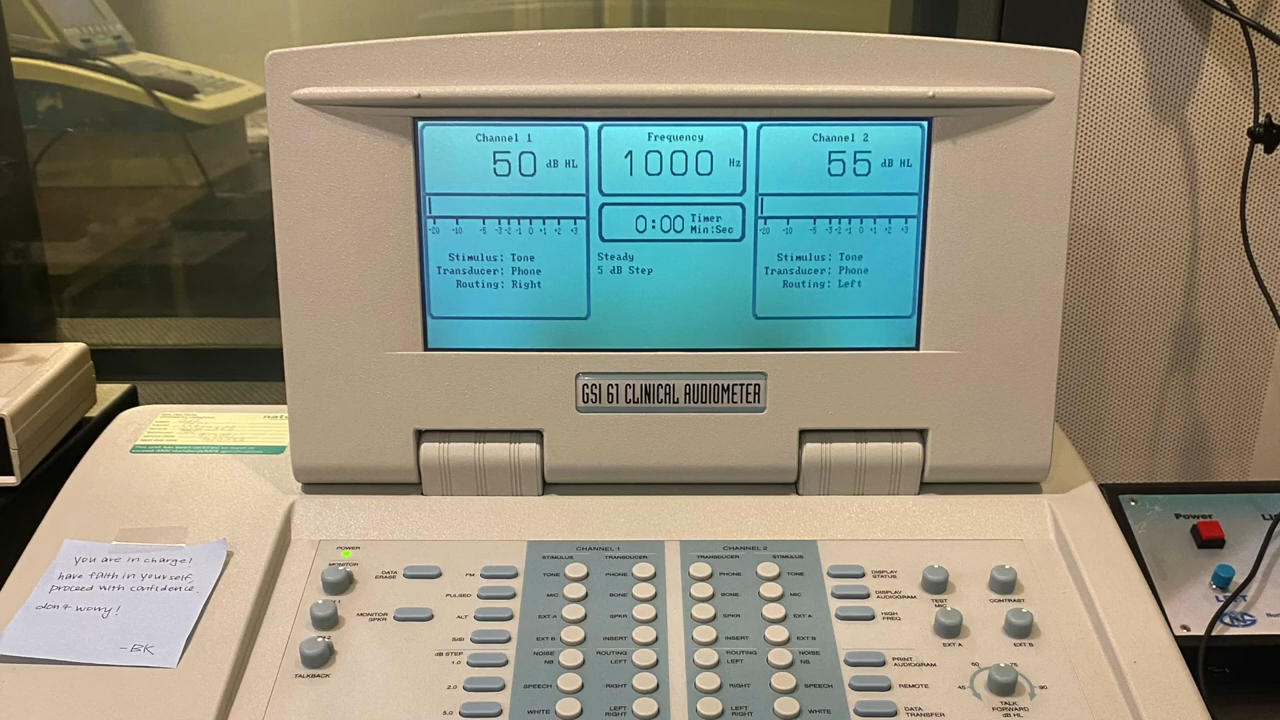 Channel 1
50 dB HL
-20 -10 -5 -3 -2 -1 0 +1 +2 +3
Stimulus: Tone
Transducer: Phone
Routing: Right
Frequency
1000 Hz
0:00 Timer
Min:Sec
Steady
5 dB Step
Channel 2
55 dB HL
-20 -10 -5 -3 -2 -1 0 +1 +2 +3
Stimulus: Tone
Transducer: Phone
Routing: Left
GSI 61 CLINICAL AUDIOMETER
You are in charge!
have faith in yourself,
proceed with confidence.
don't worry!
-BK
POWER
MONITOR
TALKBACK
DATA
ERASE
MONITOR
SPKR
FM
PULSED
ALT
SISI
dB STEP
1.0
2.0
5.0
CHANNEL 1
STIMULUS TRANSDUCER
TONE PHONE
MIC BONE
EXT A SPKR
EXT B INSERT
NOISE ROUTING
NB LEFT
SPEECH RIGHT
WHITE LEFT
RIGHT
CHANNEL 2
TRANSDUCER STIMULUS
PHONE TONE
BONE MIC
SPKR EXT A
INSERT EXT B
ROUTING NOISE
LEFT NB
RIGHT SPEECH
LEFT WHITE
RIGHT
DISPLAY
STATUS
DISPLAY
AUDIOGRAM
HIGH
FREQ
PRINT
AUDIOGRAM
REMOTE
DATA
TRANSFER
TEST
MIC
CONTRAST
EXT A
EXT B
60 75
45 90
TALK
FORWARD
dB HL
Power